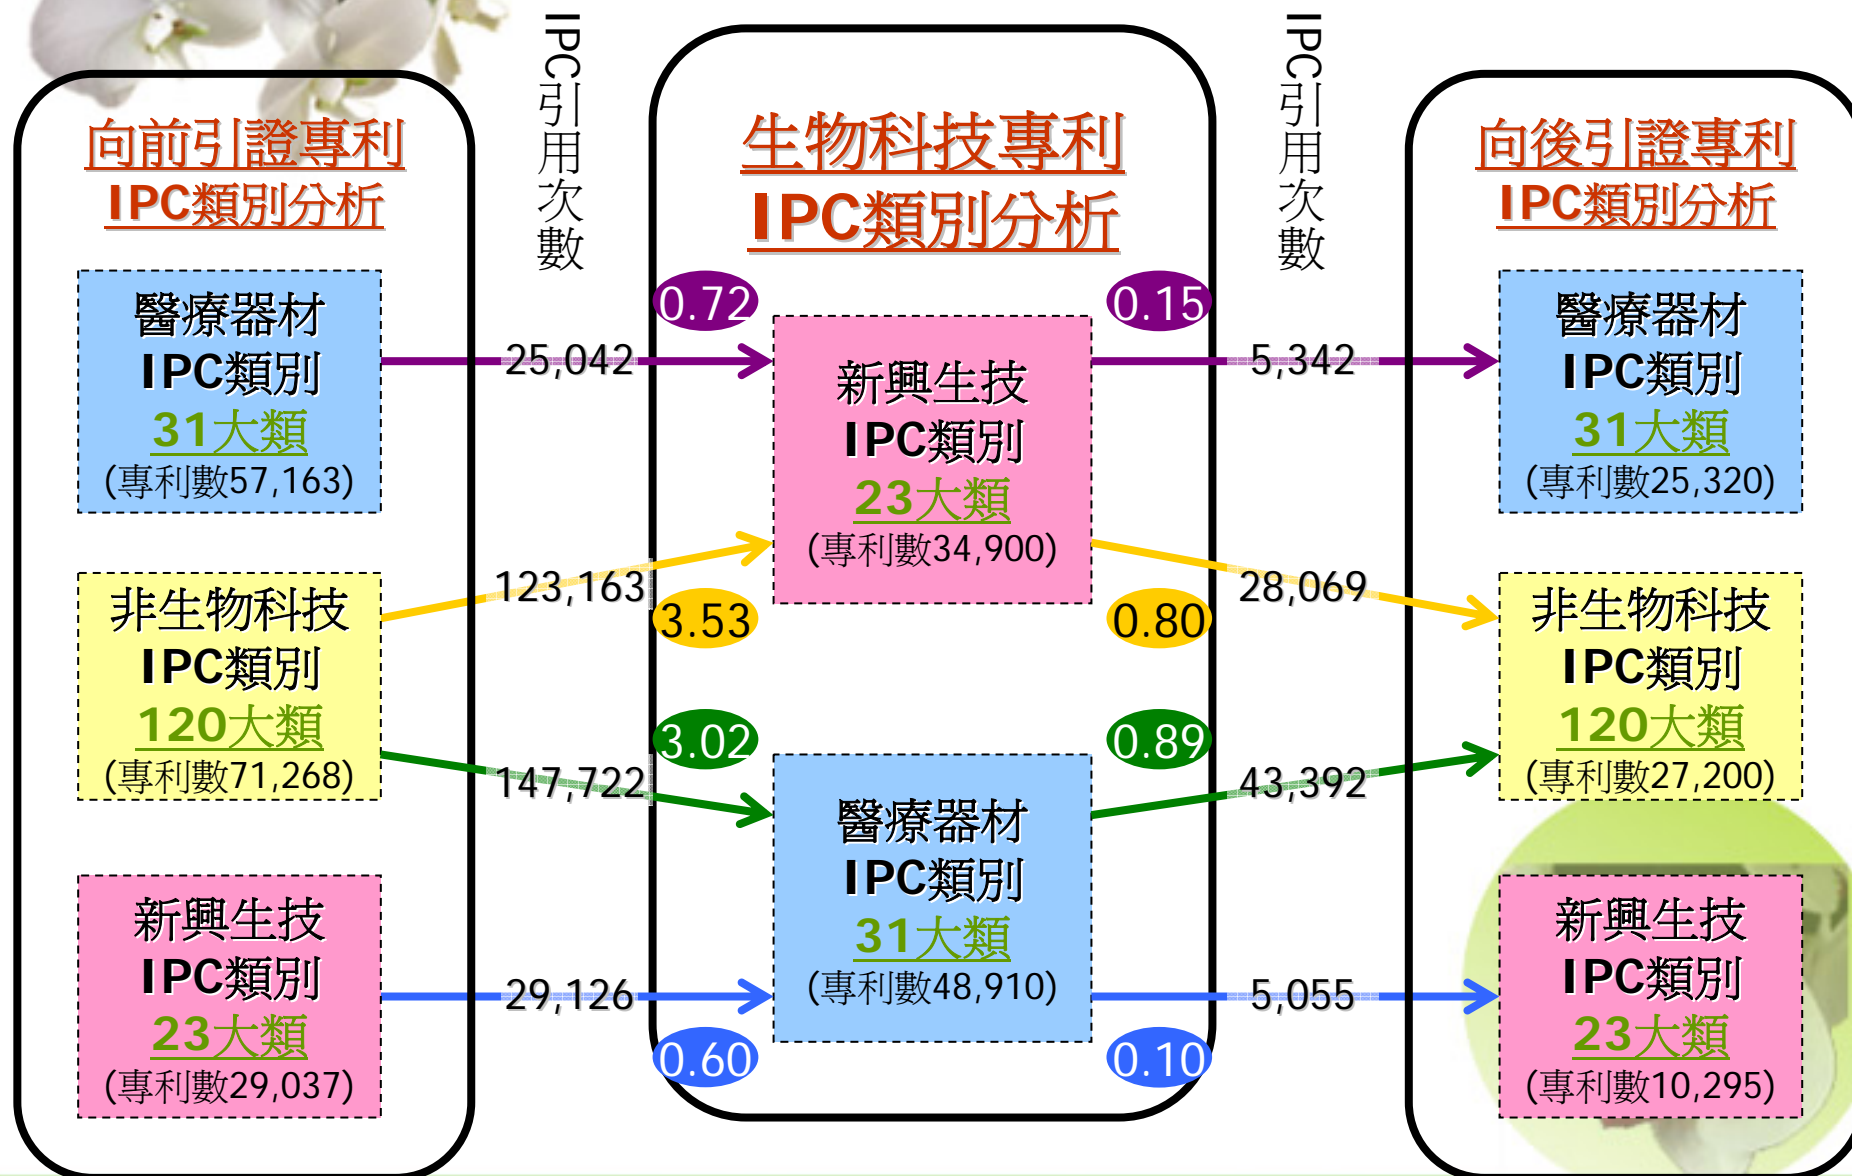 向前引證專利
IPC類別分析
醫療器材
IPC類別
31大類
(專利數57,163)
非生物科技
IPC類別
120大類
(專利數71,268)
新興生技
IPC類別
23大類
(專利數29,037)
IPC引用次數
25,042
123,163
147,722
29,126
生物科技專利
IPC類別分析
0.72
0.15
新興生技
IPC類別
23大類
(專利數34,900)
3.53
0.80
3.02
0.89
醫療器材
IPC類別
31大類
(專利數48,910)
0.60
0.10
IPC引用次數
5,342
28,069
43,392
5,055
向後引證專利
IPC類別分析
醫療器材
IPC類別
31大類
(專利數25,320)
非生物科技
IPC類別
120大類
(專利數27,200)
新興生技
IPC類別
23大類
(專利數10,295)